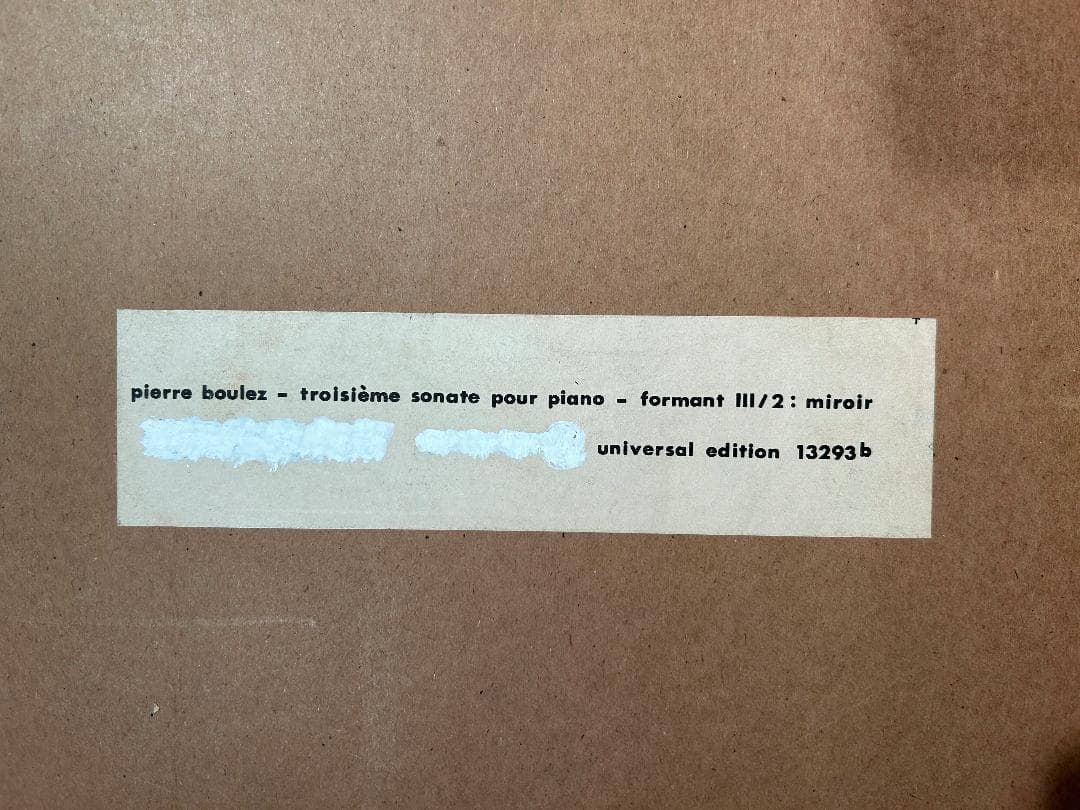 pierre boulez – troisième sonate pour piano – formant III/2: miroir
universal edition 13293b